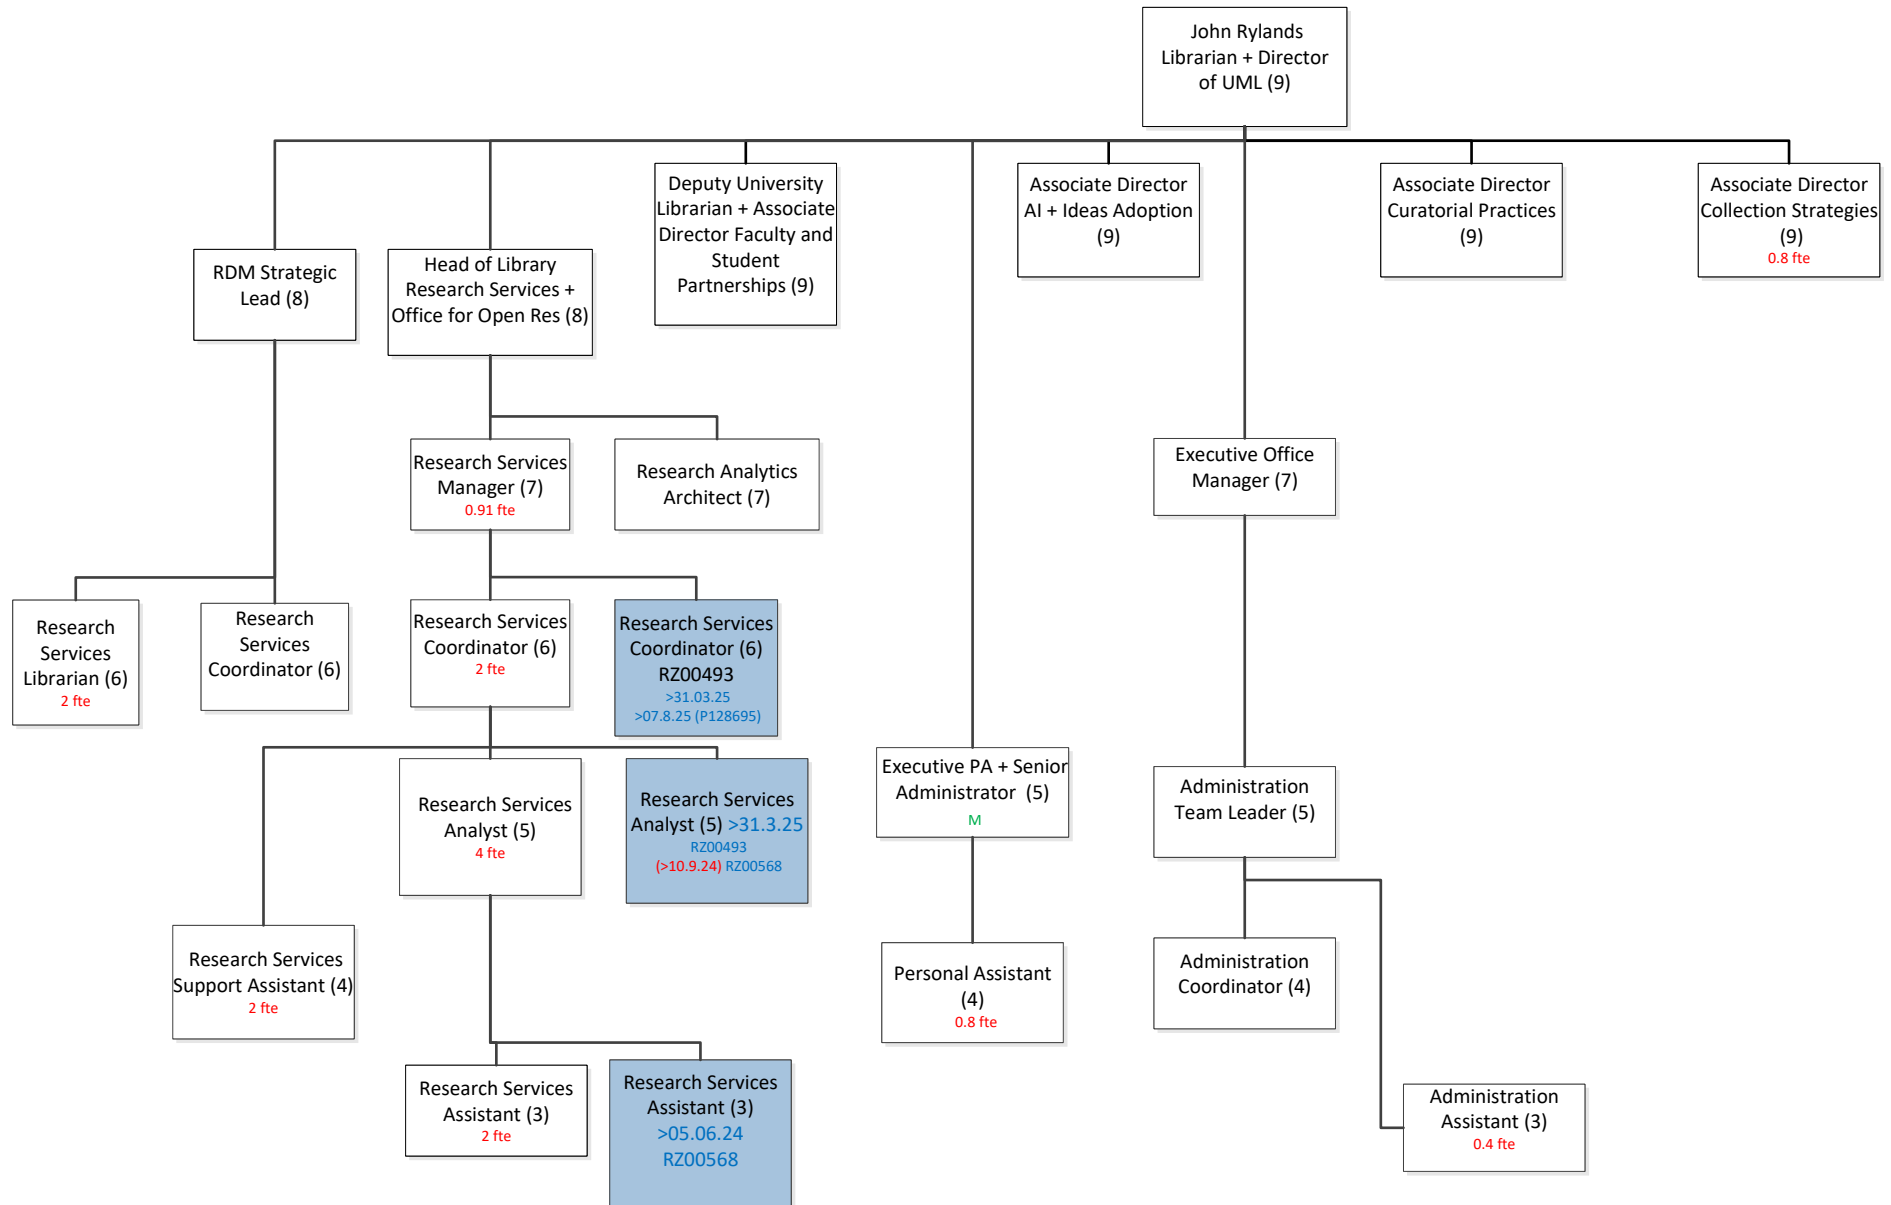 John Rylands
Librarian + Director
of UML (9)
Deputy University
Librarian + Associate
Director Faculty and
Student
Partnerships (9)
Associate Director
AI + Ideas Adoption
(9)
Associate Director
Curatorial Practices
(9)
Associate Director
Collection Strategies
(9)
0.8 fte
RDM Strategic
Lead (8)
Head of Library
Research Services +
Office for Open Res (8)
Research Services
Manager (7)
0.91 fte
Research Analytics
Architect (7)
Executive Office
Manager (7)
Research
Services
Librarian (6)
2 fte
Research
Services
Coordinator (6)
Research Services
Coordinator (6)
2 fte
Research Services
Coordinator (6)
RZ00493
>31.03.25
>07.8.25 (P128695)
Research Services
Analyst (5)
4 fte
Research Services
Analyst (5) >31.3.25
RZ00493
(>10.9.24) RZ00568
Executive PA + Senior
Administrator (5)
M
Administration
Team Leader (5)
Research Services
Support Assistant (4)
2 fte
Personal Assistant
(4)
0.8 fte
Administration
Coordinator (4)
Research Services
Assistant (3)
2 fte
Research Services
Assistant (3)
>05.06.24
RZ00568
Administration
Assistant (3)
0.4 fte